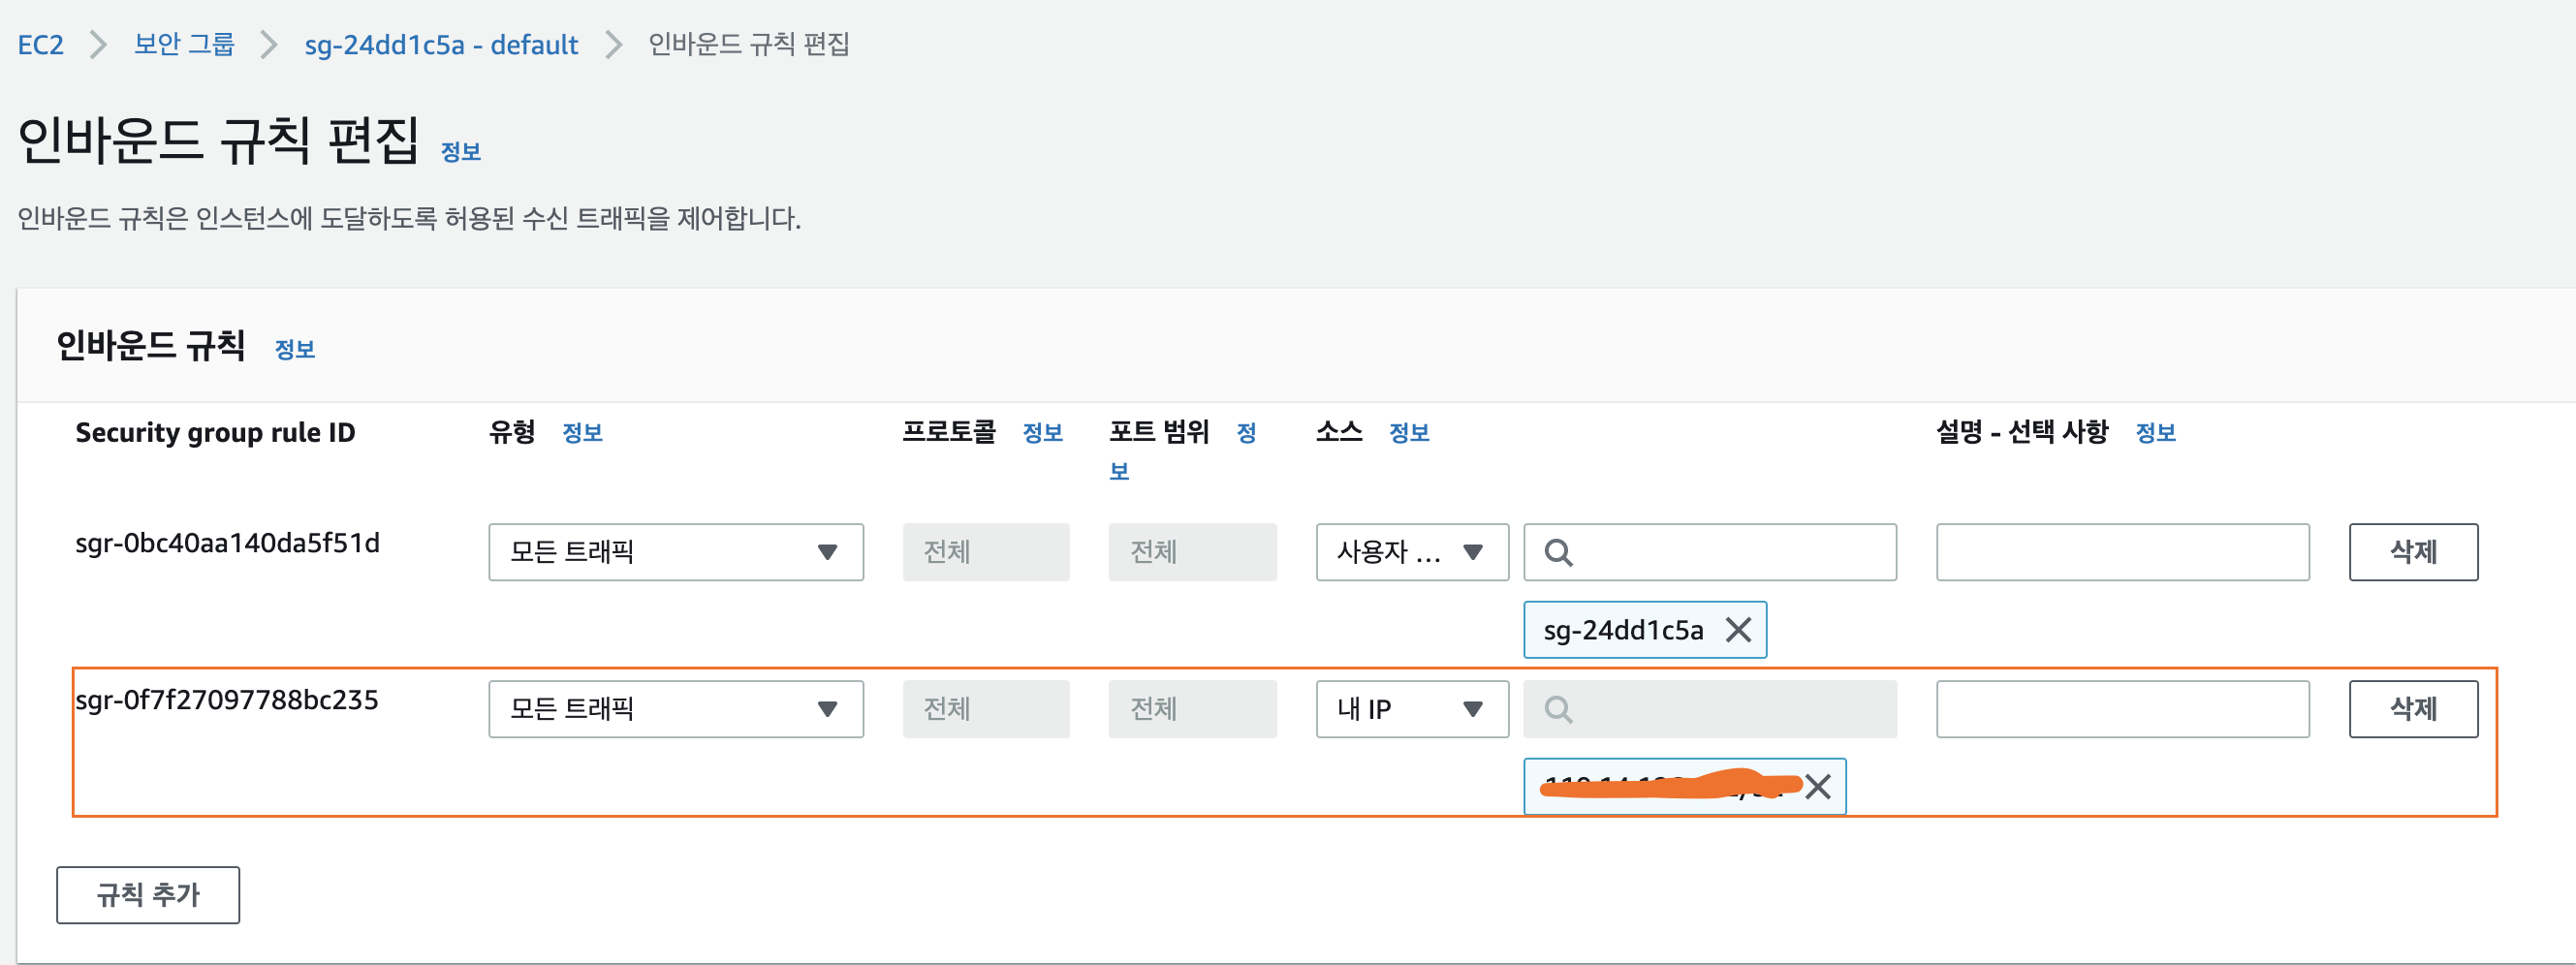 EC2 > 보안 그룹 > sg-24dd1c5a - default > 인바운드 규칙 편집
인바운드 규칙 편집 정보
인바운드 규칙은 인스턴스에 도달하도록 허용된 수신 트래픽을 제어합니다.
인바운드 규칙 정보
Security group rule ID 유형 정보 프로토콜 정보 포트 범위 정보 소스 정보 설명 - 선택 사항 정보
sgr-0bc40aa140da5f51d 모든 트래픽 전체 전체 사용자 ... 삭제
sg-24dd1c5a
sgr-0f7f27097788bc235 모든 트래픽 전체 전체 내 IP 삭제
규칙 추가